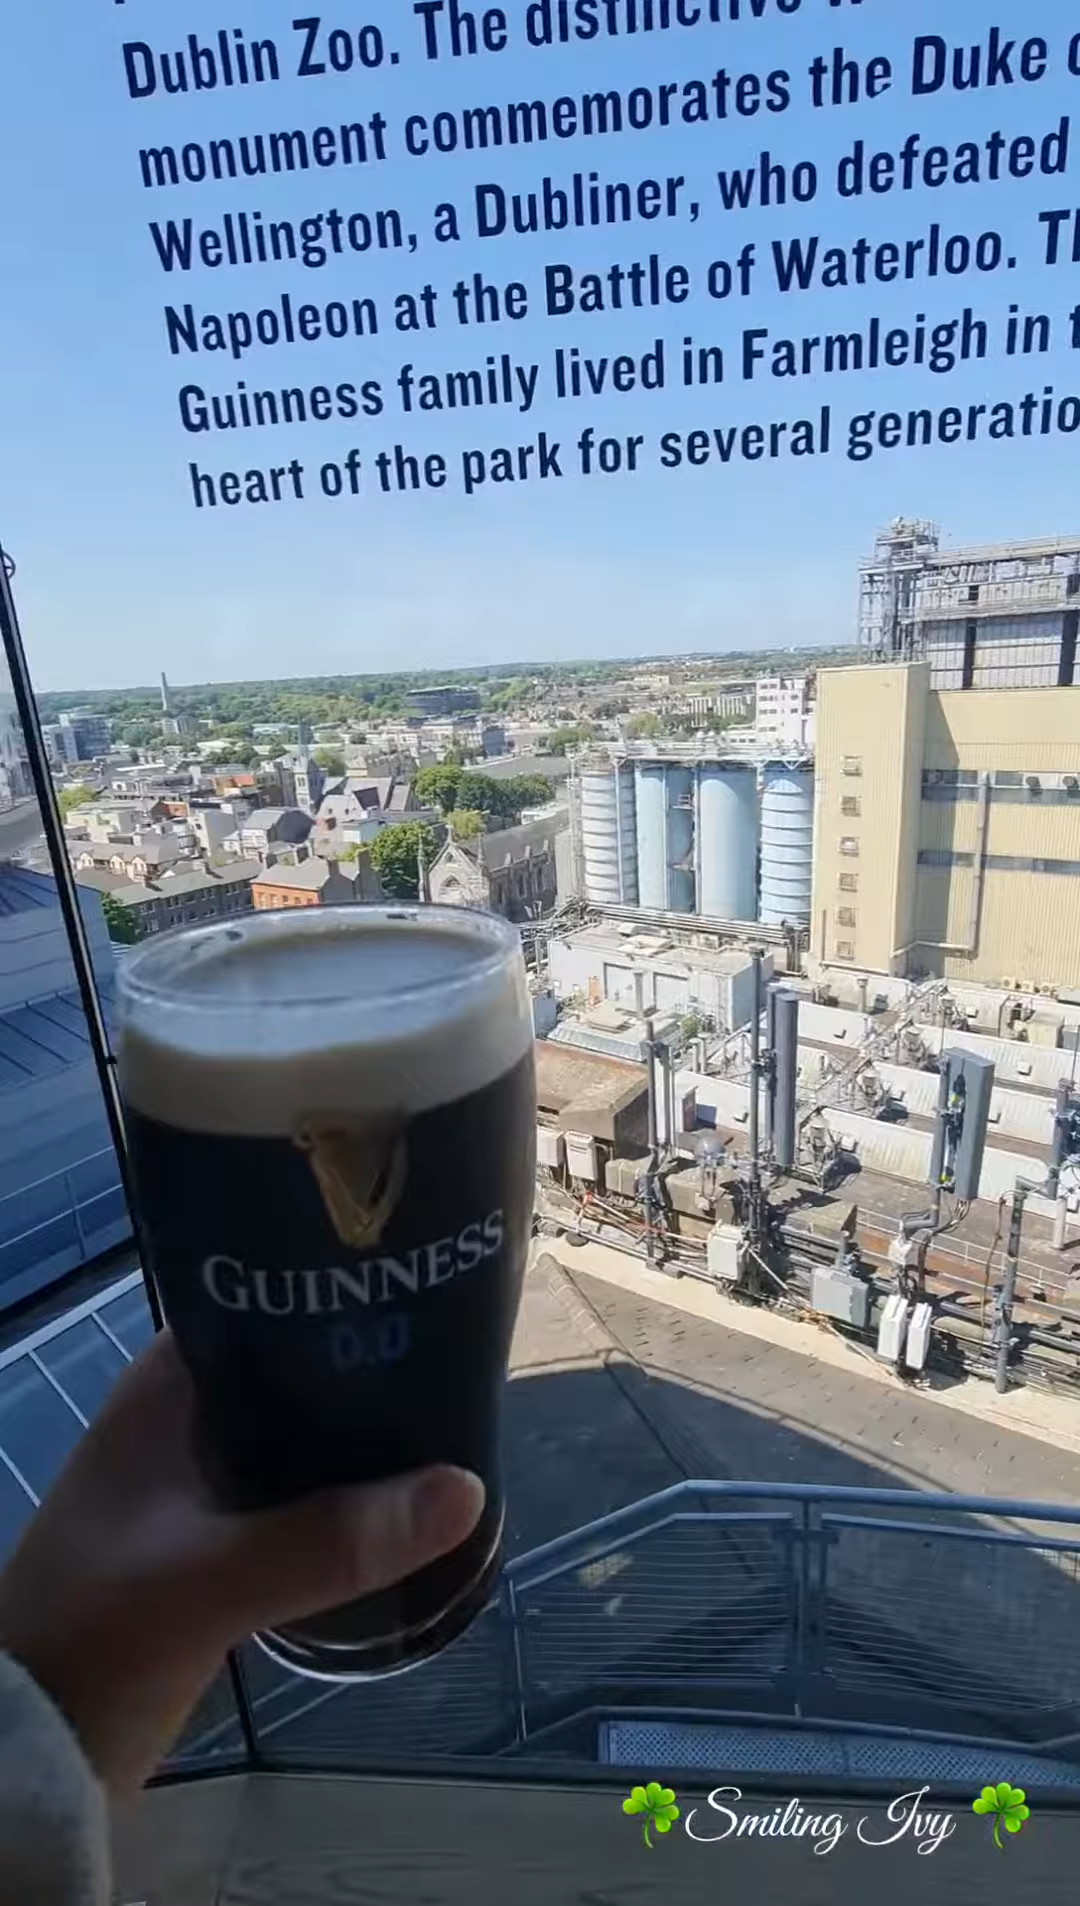 Dublin Zoo. The distinctive
monument commemorates the Duke
Wellington, a Dubliner, who defeated
Napoleon at the Battle of Waterloo.
Guinness family lived in Farmleigh in
heart of the park for several
GUINNESS
0.0
☘️ Smiling Ivy ☘️